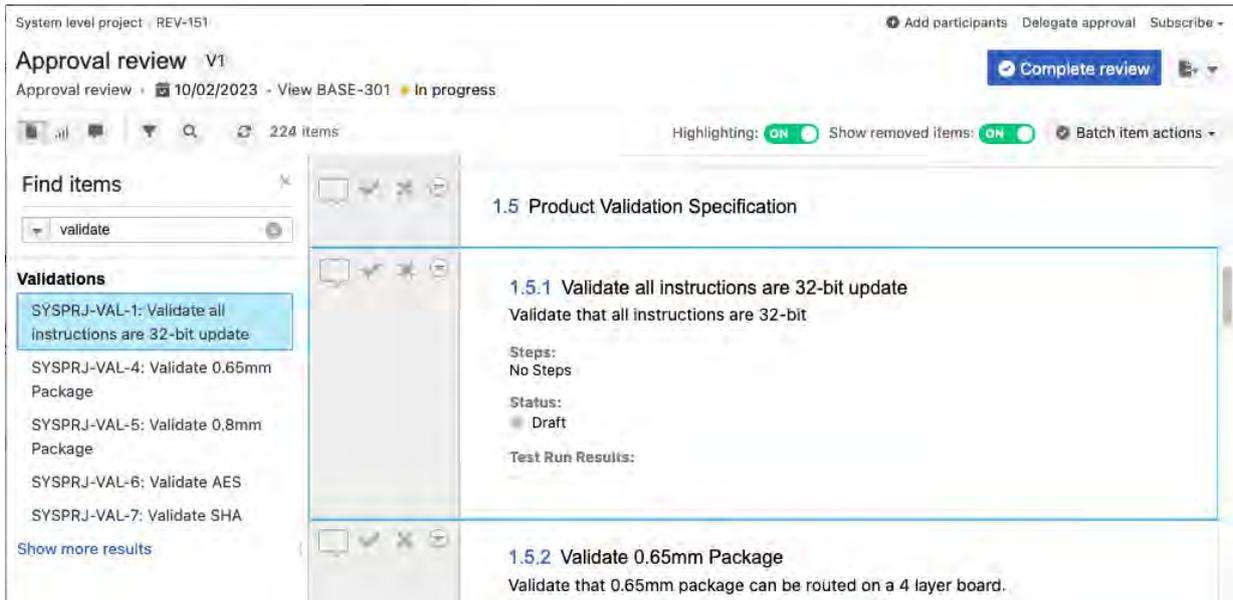 System level project › REV-151
Add participants Delegate approval Subscribe
Approval review V1
Complete review
Approval review › 10/02/2023 - View BASE-301 In progress
224 items
Highlighting: ON Show removed items: ON Batch item actions
Find items
validate
Validations
SYSPRJ-VAL-1: Validate all
instructions are 32-bit update
SYSPRJ-VAL-4: Validate 0.65mm
Package
SYSPRJ-VAL-5: Validate 0.8mm
Package
SYSPRJ-VAL-6: Validate AES
SYSPRJ-VAL-7: Validate SHA
Show more results
1.5 Product Validation Specification
1.5.1 Validate all instructions are 32-bit update
Validate that all instructions are 32-bit
Steps:
No Steps
Status:
Draft
Test Run Results:
1.5.2 Validate 0.65mm Package
Validate that 0.65mm package can be routed on a 4 layer board.